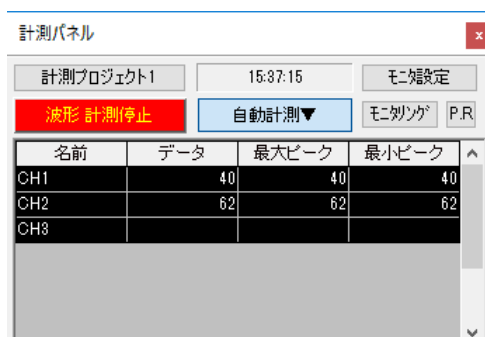 計測パネル x
計測プロジェクト1 15:37:15 モニタ設定
波形 計測停止 自動計測▼ モニタリング P.R
名前 データ 最大ピーク 最小ピーク
CH1 40 40 40
CH2 62 62 62
CH3